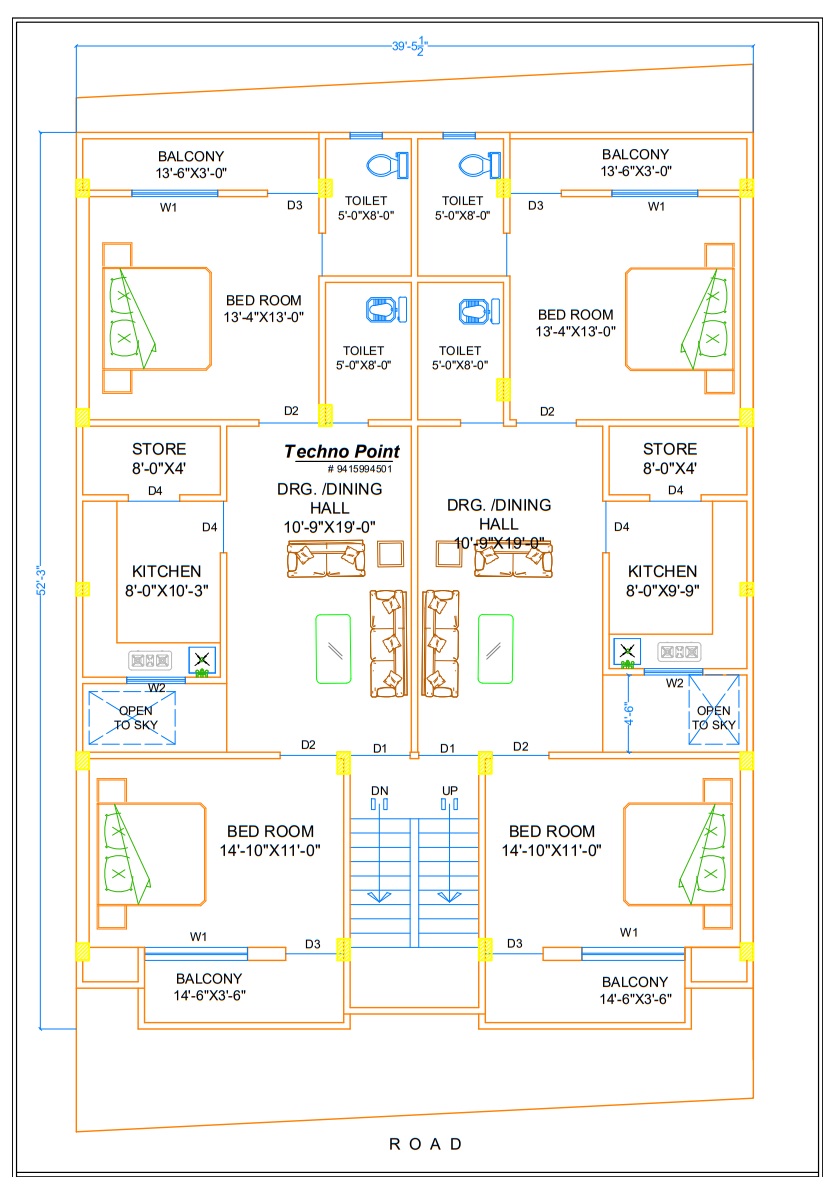 39'-5 1/2"
BALCONY
13'-6"X3'-0"
BALCONY
13'-6"X3'-0"
W1
D3
TOILET
5'-0"X8'-0"
TOILET
5'-0"X8'-0"
D3
W1
BED ROOM
13'-4"X13'-0"
BED ROOM
13'-4"X13'-0"
TOILET
5'-0"X8'-0"
TOILET
5'-0"X8'-0"
D2
D2
STORE
8'-0"X4'
Techno Point
# 9415994501
STORE
8'-0"X4'
D4
DRG. /DINING
HALL
10'-9"X19'-0"
DRG. /DINING
HALL
10'-9"X19'-0"
D4
D4
D4
52'-3"
KITCHEN
8'-0"X10'-3"
KITCHEN
8'-0"X9'-9"
W2
W2
OPEN
TO SKY
4'-6"
OPEN
TO SKY
D2
D1
D1
D2
DN
UP
BED ROOM
14'-10"X11'-0"
BED ROOM
14'-10"X11'-0"
W1
D3
D3
W1
BALCONY
14'-6"X3'-6"
BALCONY
14'-6"X3'-6"
ROAD